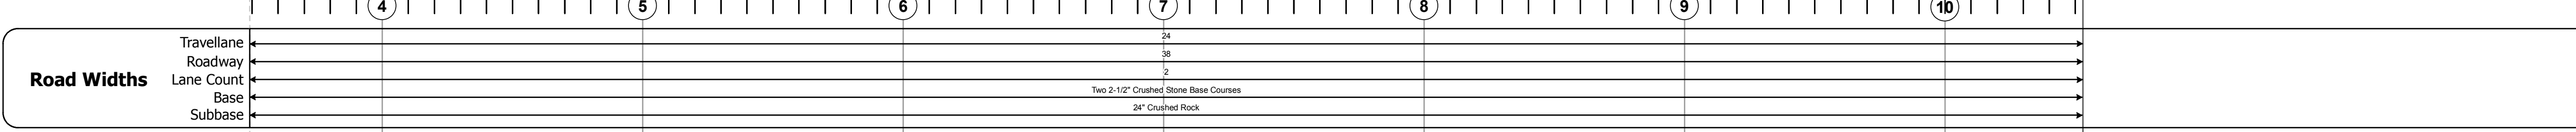 4 5 6 7 8 9 10
Road Widths
Travellane 24
Roadway 38
Lane Count 2
Base Two 2-1/2" Crushed Stone Base Courses
Subbase 24" Crushed Rock